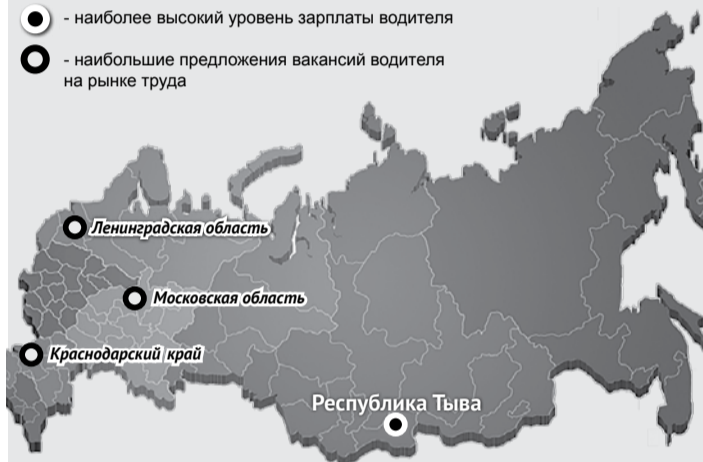 - наиболее высокий уровень зарплаты водителя
- наибольшие предложения вакансий водителя
на рынке труда
Ленинградская область
Московская область
Краснодарский край
Республика Тыва